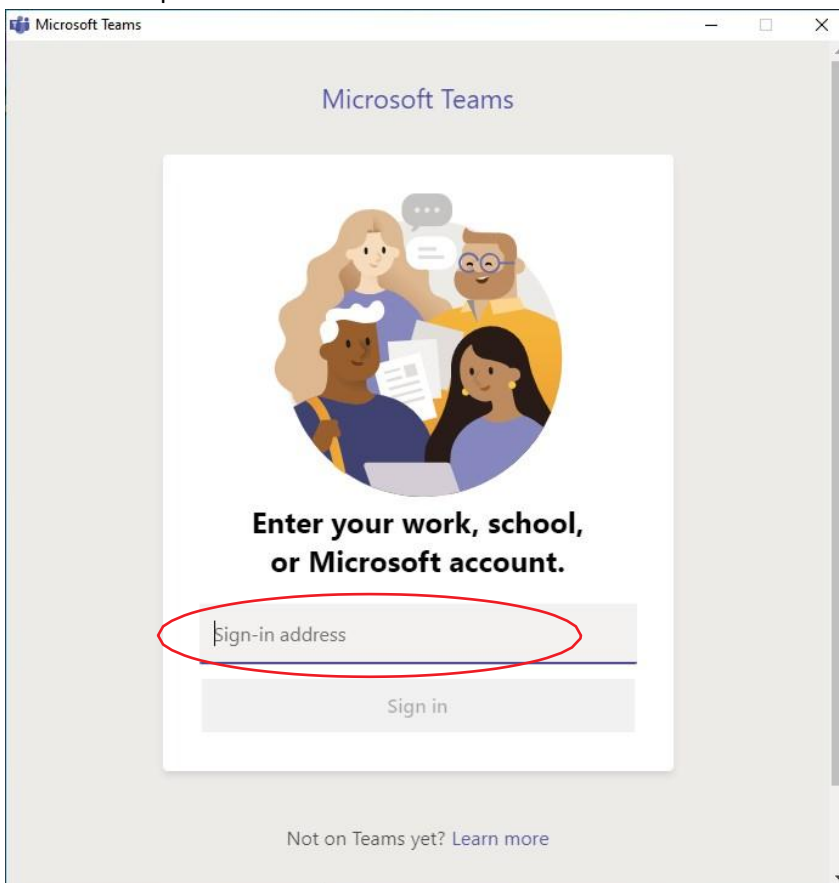 Microsoft Teams
Microsoft Teams
Enter your work, school,
or Microsoft account.
Sign-in address
Sign in
Not on Teams yet? Learn more